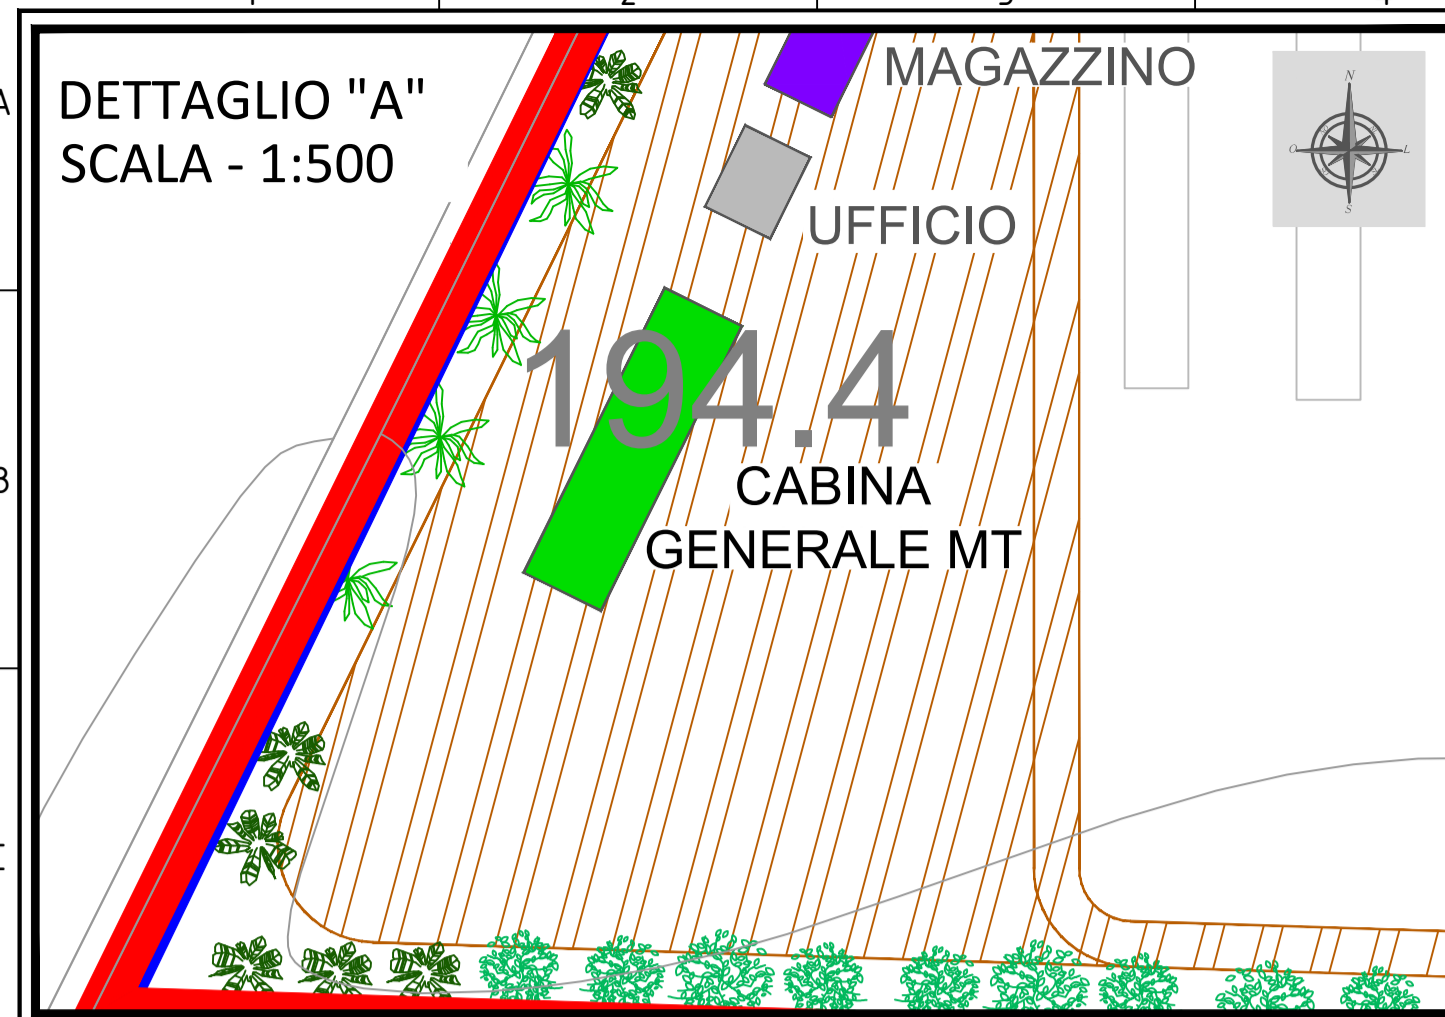 DETTAGLIO "A"
SCALA - 1:500
MAGAZZINO
UFFICIO
194.4
CABINA
GENERALE MT
N
O
L
S